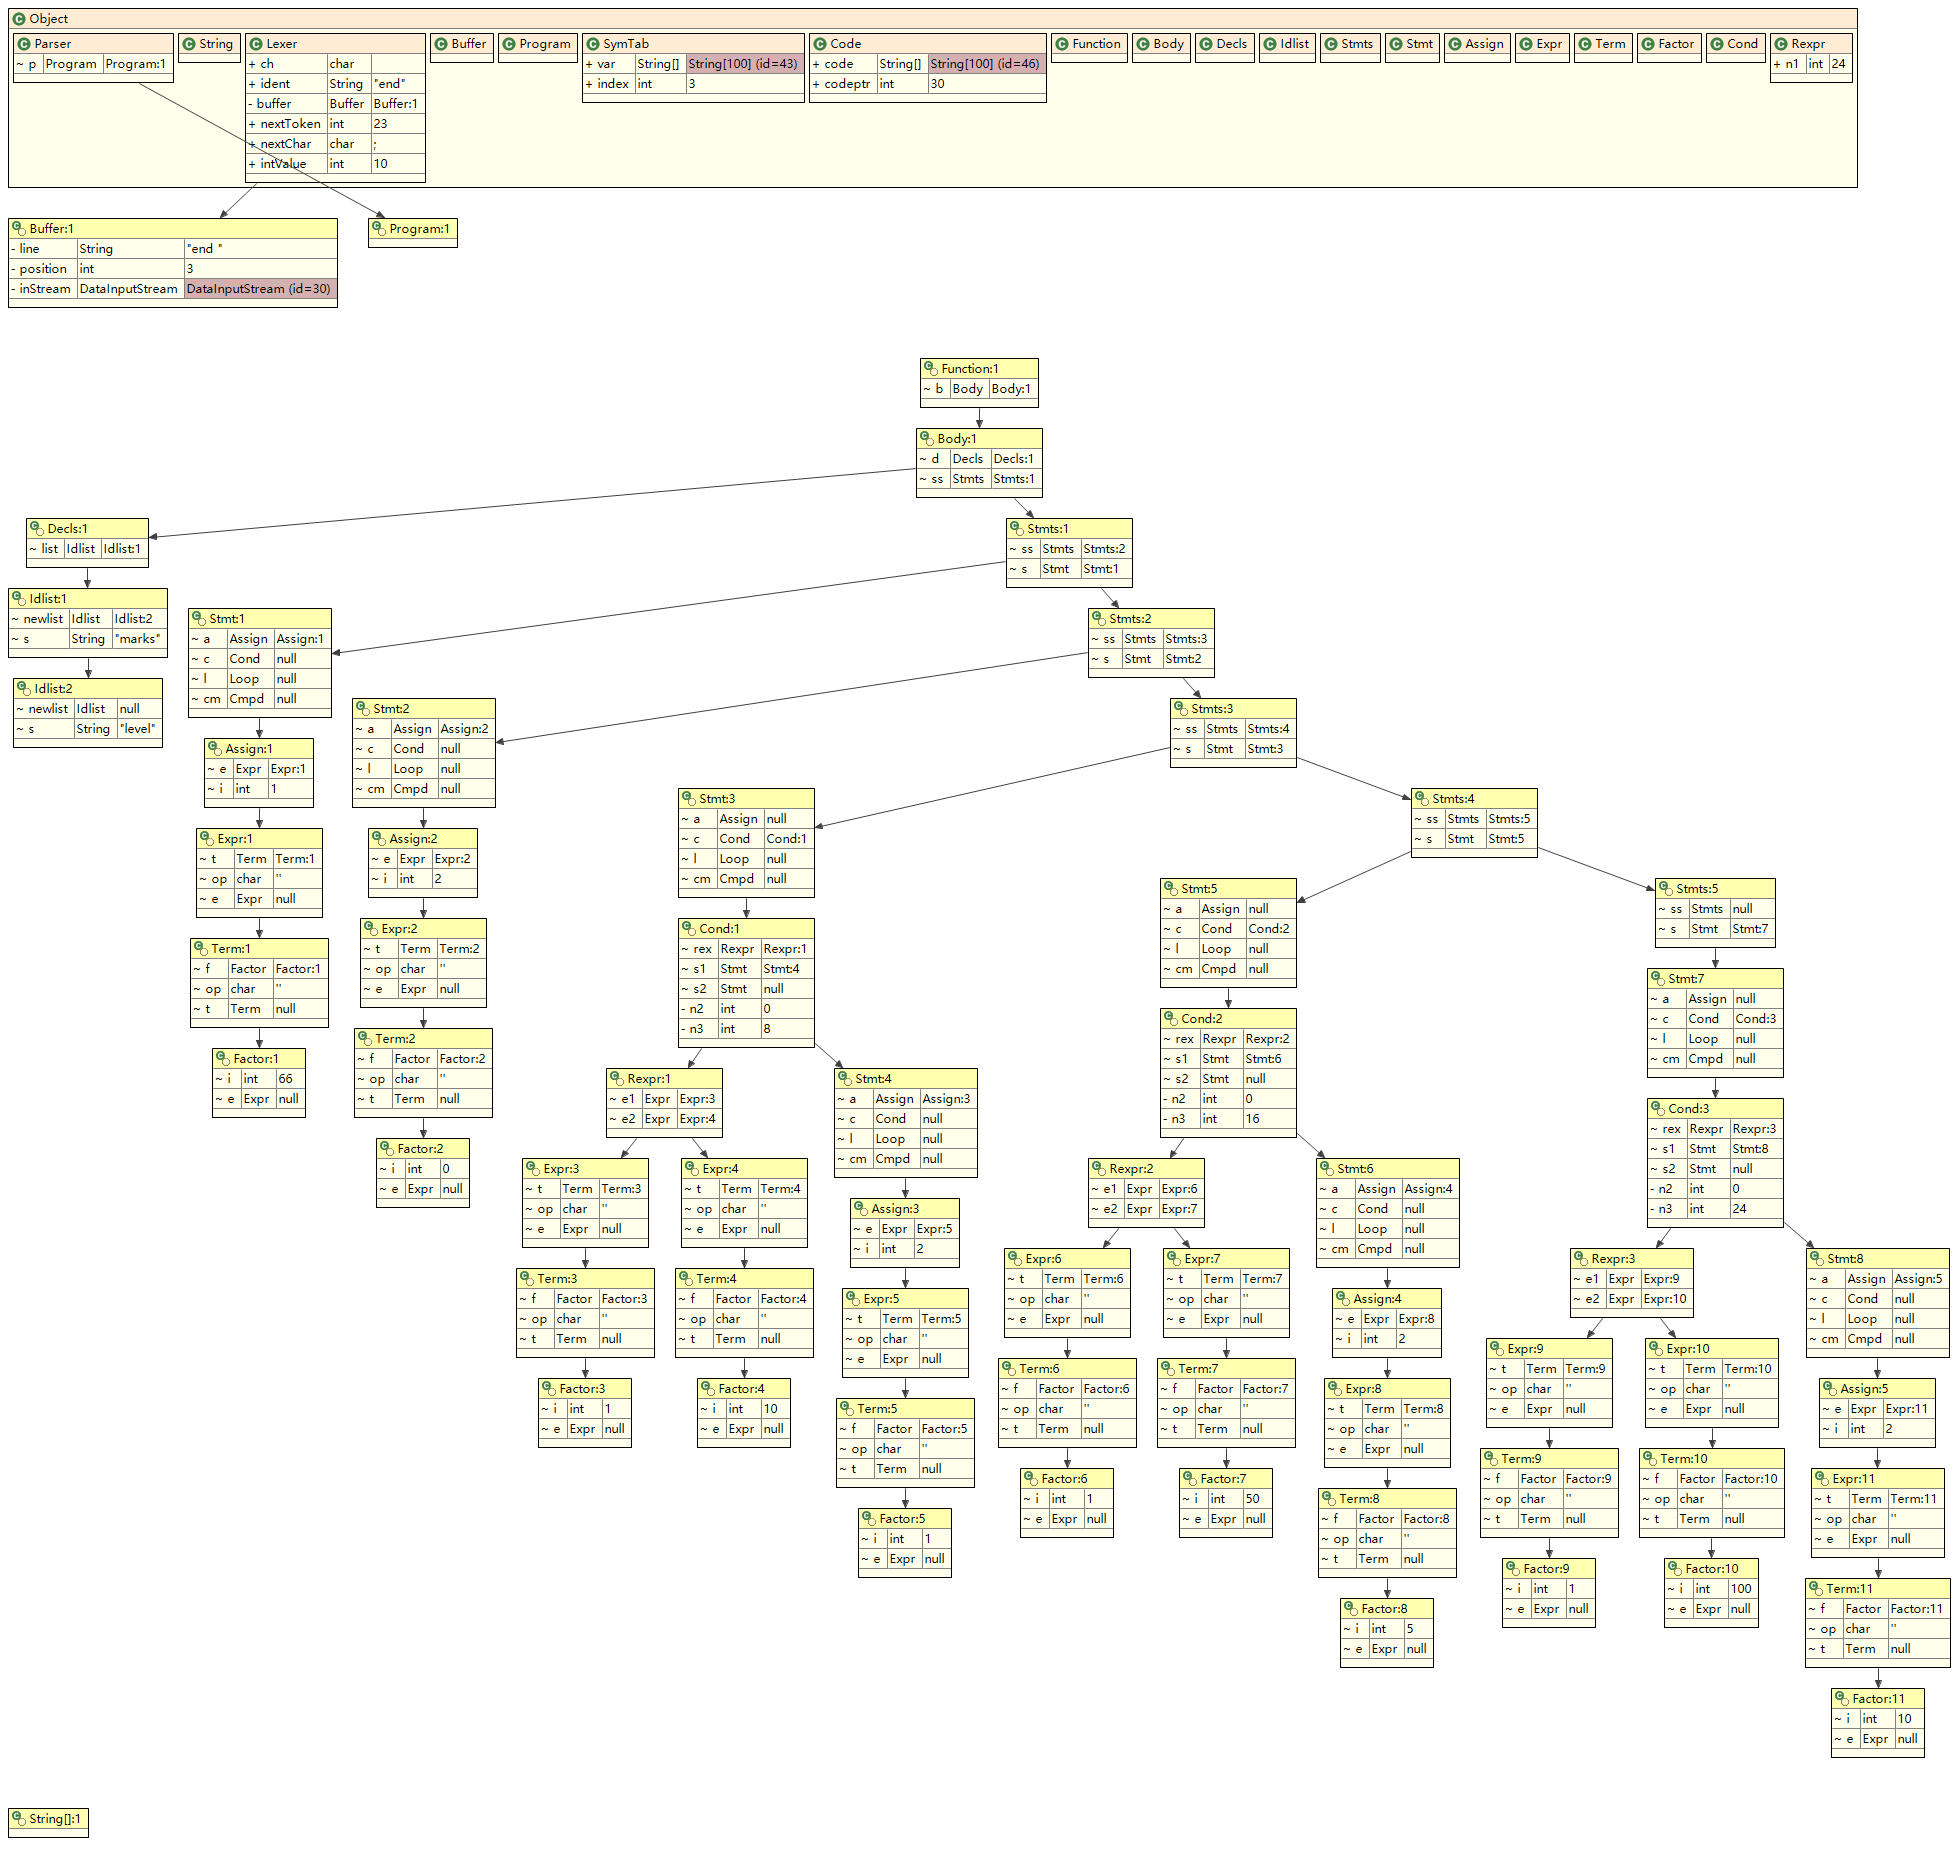 Object
Parser
~ p Program Program:1
String
Lexer
+ ch char
+ ident String "end"
- buffer Buffer Buffer:1
+ nextToken int 23
+ nextChar char ;
+ intValue int 10
Buffer
Program
SymTab
+ var String[] String[100] (id=43)
+ index int 3
Code
+ code String[] String[100] (id=46)
+ codeptr int 30
Function
Body
Decls
Idlist
Stmts
Stmt
Assign
Expr
Term
Factor
Cond
Rexpr
+ n1 int 24
Buffer:1
- line String "end "
- position int 3
- inStream DataInputStream DataInputStream (id=30)
Program:1
Function:1
~ b Body Body:1
Body:1
~ d Decls Decls:1
~ ss Stmts Stmts:1
Decls:1
~ list Idlist Idlist:1
Stmts:1
~ ss Stmts Stmts:2
~ s Stmt Stmt:1
Idlist:1
~ newlist Idlist Idlist:2
~ s String "marks"
Idlist:2
~ newlist Idlist null
~ s String "level"
Stmt:1
~ a Assign Assign:1
~ c Cond null
~ l Loop null
~ cm Cmpd null
Assign:1
~ e Expr Expr:1
~ i int 1
Expr:1
~ t Term Term:1
~ op char ''
~ e Expr null
Term:1
~ f Factor Factor:1
~ op char ''
~ t Term null
Factor:1
~ i int 66
~ e Expr null
Stmts:2
~ ss Stmts Stmts:3
~ s Stmt Stmt:2
Stmt:2
~ a Assign Assign:2
~ c Cond null
~ l Loop null
~ cm Cmpd null
Assign:2
~ e Expr Expr:2
~ i int 2
Expr:2
~ t Term Term:2
~ op char ''
~ e Expr null
Term:2
~ f Factor Factor:2
~ op char ''
~ t Term null
Factor:2
~ i int 0
~ e Expr null
Stmts:3
~ ss Stmts Stmts:4
~ s Stmt Stmt:3
Stmt:3
~ a Assign null
~ c Cond Cond:1
~ l Loop null
~ cm Cmpd null
Cond:1
~ rex Rexpr Rexpr:1
~ s1 Stmt Stmt:4
~ s2 Stmt null
- n2 int 0
- n3 int 8
Rexpr:1
~ e1 Expr Expr:3
~ e2 Expr Expr:4
Expr:3
~ t Term Term:3
~ op char ''
~ e Expr null
Term:3
~ f Factor Factor:3
~ op char ''
~ t Term null
Factor:3
~ i int 1
~ e Expr null
Expr:4
~ t Term Term:4
~ op char ''
~ e Expr null
Term:4
~ f Factor Factor:4
~ op char ''
~ t Term null
Factor:4
~ i int 10
~ e Expr null
Stmt:4
~ a Assign Assign:3
~ c Cond null
~ l Loop null
~ cm Cmpd null
Assign:3
~ e Expr Expr:5
~ i int 2
Expr:5
~ t Term Term:5
~ op char ''
~ e Expr null
Term:5
~ f Factor Factor:5
~ op char ''
~ t Term null
Factor:5
~ i int 1
~ e Expr null
Stmts:4
~ ss Stmts Stmts:5
~ s Stmt Stmt:5
Stmt:5
~ a Assign null
~ c Cond Cond:2
~ l Loop null
~ cm Cmpd null
Cond:2
~ rex Rexpr Rexpr:2
~ s1 Stmt Stmt:6
~ s2 Stmt null
- n2 int 0
- n3 int 16
Rexpr:2
~ e1 Expr Expr:6
~ e2 Expr Expr:7
Expr:6
~ t Term Term:6
~ op char ''
~ e Expr null
Term:6
~ f Factor Factor:6
~ op char ''
~ t Term null
Factor:6
~ i int 1
~ e Expr null
Expr:7
~ t Term Term:7
~ op char ''
~ e Expr null
Term:7
~ f Factor Factor:7
~ op char ''
~ t Term null
Factor:7
~ i int 50
~ e Expr null
Stmt:6
~ a Assign Assign:4
~ c Cond null
~ l Loop null
~ cm Cmpd null
Assign:4
~ e Expr Expr:8
~ i int 2
Expr:8
~ t Term Term:8
~ op char ''
~ e Expr null
Term:8
~ f Factor Factor:8
~ op char ''
~ t Term null
Factor:8
~ i int 5
~ e Expr null
Stmts:5
~ ss Stmts null
~ s Stmt Stmt:7
Stmt:7
~ a Assign null
~ c Cond Cond:3
~ l Loop null
~ cm Cmpd null
Cond:3
~ rex Rexpr Rexpr:3
~ s1 Stmt Stmt:8
~ s2 Stmt null
- n2 int 0
- n3 int 24
Rexpr:3
~ e1 Expr Expr:9
~ e2 Expr Expr:10
Expr:9
~ t Term Term:9
~ op char ''
~ e Expr null
Term:9
~ f Factor Factor:9
~ op char ''
~ t Term null
Factor:9
~ i int 1
~ e Expr null
Expr:10
~ t Term Term:10
~ op char ''
~ e Expr null
Term:10
~ f Factor Factor:10
~ op char ''
~ t Term null
Factor:10
~ i int 100
~ e Expr null
Stmt:8
~ a Assign Assign:5
~ c Cond null
~ l Loop null
~ cm Cmpd null
Assign:5
~ e Expr Expr:11
~ i int 2
Expr:11
~ t Term Term:11
~ op char ''
~ e Expr null
Term:11
~ f Factor Factor:11
~ op char ''
~ t Term null
Factor:11
~ i int 10
~ e Expr null
String[]:1